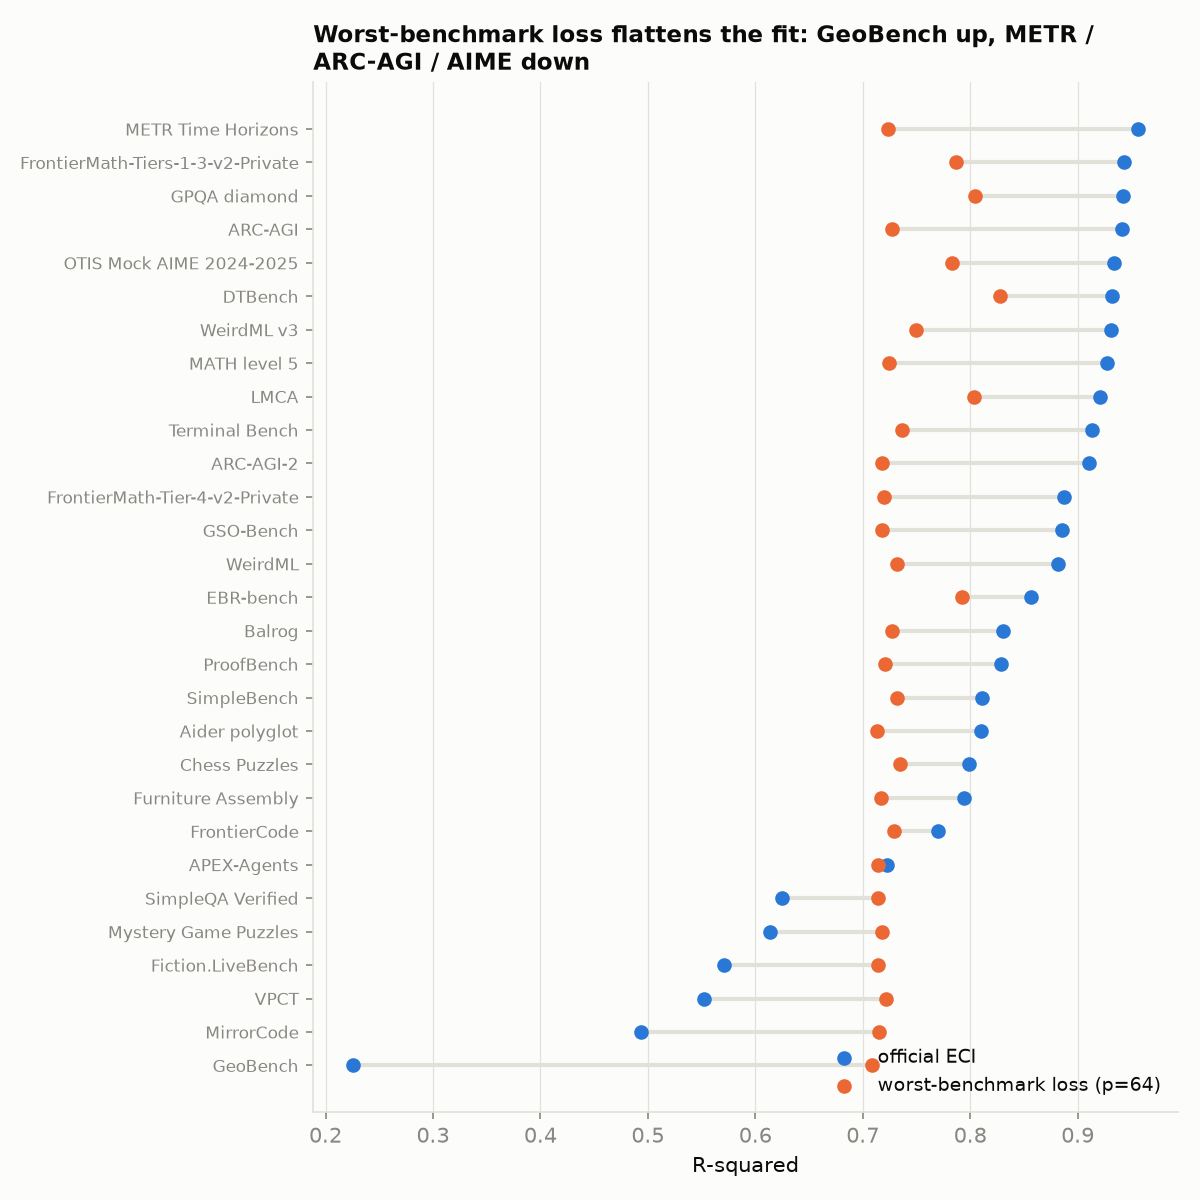 Worst-benchmark loss flattens the fit: GeoBench up, METR /
ARC-AGI / AIME down
METR Time Horizons
FrontierMath-Tiers-1-3-v2-Private
GPQA diamond
ARC-AGI
OTIS Mock AIME 2024-2025
DTBench
WeirdML v3
MATH level 5
LMCA
Terminal Bench
ARC-AGI-2
FrontierMath-Tier-4-v2-Private
GSO-Bench
WeirdML
EBR-bench
Balrog
ProofBench
SimpleBench
Aider polyglot
Chess Puzzles
Furniture Assembly
FrontierCode
APEX-Agents
SimpleQA Verified
Mystery Game Puzzles
Fiction.LiveBench
VPCT
MirrorCode
GeoBench
official ECI
worst-benchmark loss (p=64)
0.2 0.3 0.4 0.5 0.6 0.7 0.8 0.9
R-squared